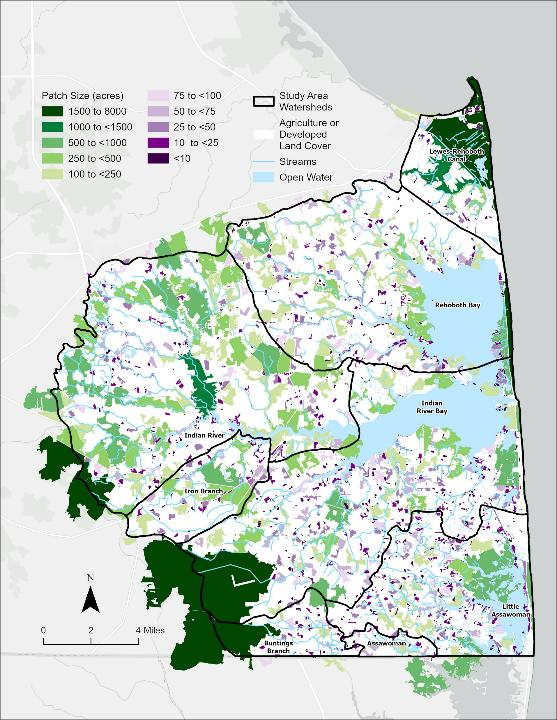 Patch Size (acres)
1500 to 8000
1000 to <1500
500 to <1000
250 to <500
100 to <250
75 to <100
50 to <75
25 to <50
10 to <25
<10
Study Area
Watersheds
Agriculture or
Developed
Land Cover
Streams
Open Water
Lewes-Rehoboth
Canal
Rehoboth Bay
Indian
River Bay
Indian River
Iron Branch
Little
Assawoman
Buntings
Branch
Assawoman
N
0 2 4 Miles